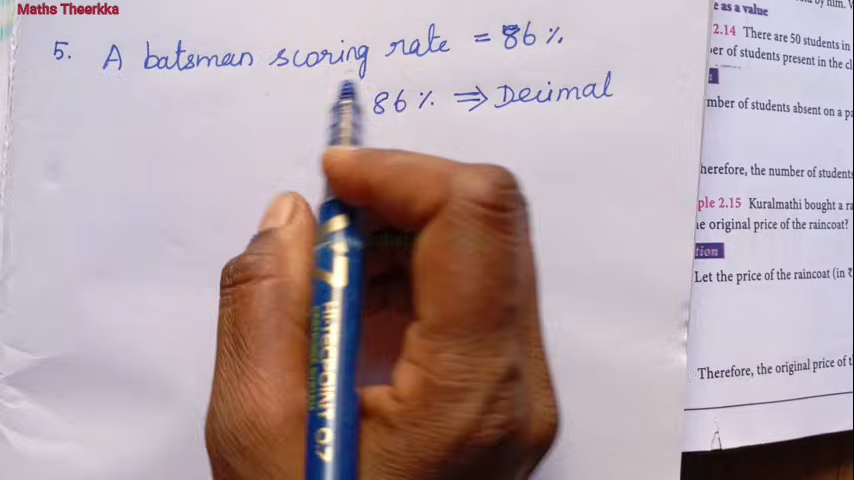 Maths Theerkka
5. A batsman scoring rate = 86%
86% ⇒ Decimal
e as a value
2.14 There are 50 students in
er of students present in the cl
mber of students absent on a pa
herefore, the number of students
ple 2.15 Kuralmathi bought a ra
e original price of the raincoat?
tion
Let the price of the raincoat (in ₹
Therefore, the original price of t
HI-TECPOINT